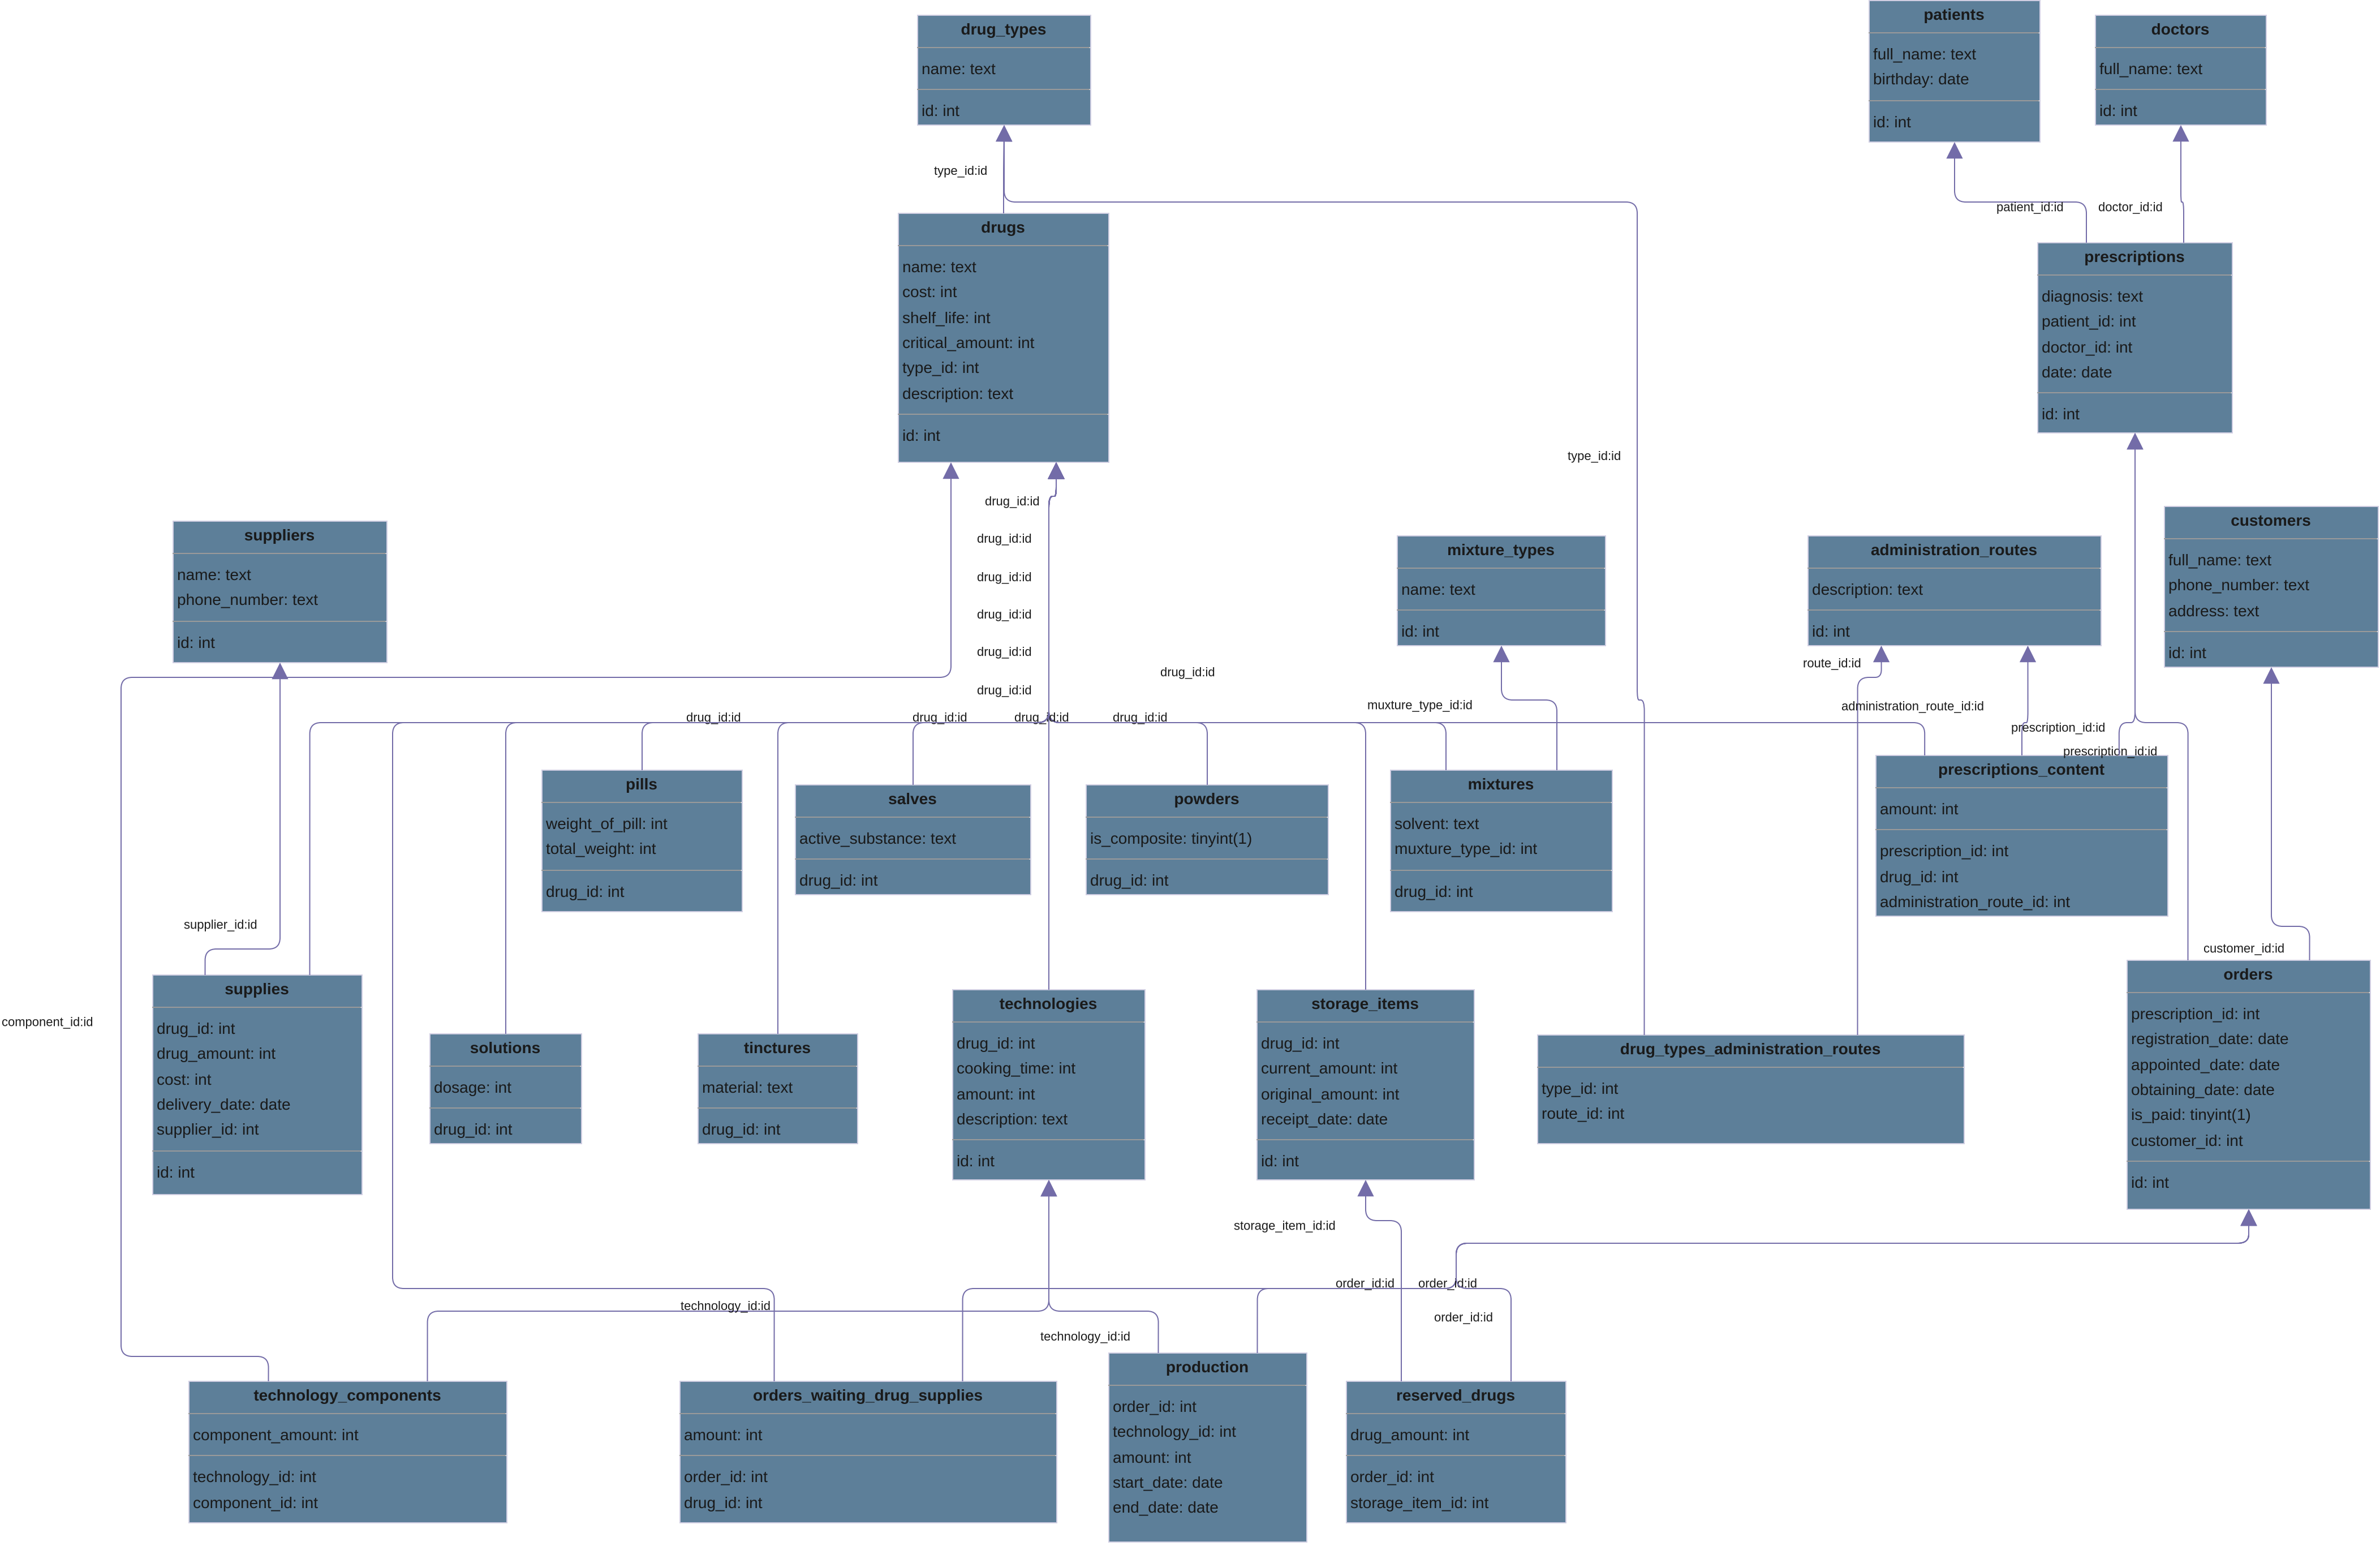 drug_types
name: text
id: int
patients
full_name: text
birthday: date
id: int
doctors
full_name: text
id: int
type_id:id
patient_id:id
doctor_id:id
drugs
name: text
cost: int
shelf_life: int
critical_amount: int
type_id: int
description: text
id: int
prescriptions
diagnosis: text
patient_id: int
doctor_id: int
date: date
id: int
type_id:id
drug_id:id
drug_id:id
drug_id:id
drug_id:id
drug_id:id
drug_id:id
drug_id:id
suppliers
name: text
phone_number: text
id: int
mixture_types
name: text
id: int
administration_routes
description: text
id: int
customers
full_name: text
phone_number: text
address: text
id: int
route_id:id
muxture_type_id:id
administration_route_id:id
drug_id:id
drug_id:id
drug_id:id
drug_id:id
prescription_id:id
prescription_id:id
pills
weight_of_pill: int
total_weight: int
drug_id: int
salves
active_substance: text
drug_id: int
powders
is_composite: tinyint(1)
drug_id: int
mixtures
solvent: text
muxture_type_id: int
drug_id: int
prescriptions_content
amount: int
prescription_id: int
drug_id: int
administration_route_id: int
supplier_id:id
customer_id:id
component_id:id
supplies
drug_id: int
drug_amount: int
cost: int
delivery_date: date
supplier_id: int
id: int
solutions
dosage: int
drug_id: int
tinctures
material: text
drug_id: int
technologies
drug_id: int
cooking_time: int
amount: int
description: text
id: int
storage_items
drug_id: int
current_amount: int
original_amount: int
receipt_date: date
id: int
drug_types_administration_routes
type_id: int
route_id: int
orders
prescription_id: int
registration_date: date
appointed_date: date
obtaining_date: date
is_paid: tinyint(1)
customer_id: int
id: int
storage_item_id:id
order_id:id
order_id:id
technology_id:id
order_id:id
technology_id:id
technology_components
component_amount: int
technology_id: int
component_id: int
orders_waiting_drug_supplies
amount: int
order_id: int
drug_id: int
production
order_id: int
technology_id: int
amount: int
start_date: date
end_date: date
reserved_drugs
drug_amount: int
order_id: int
storage_item_id: int